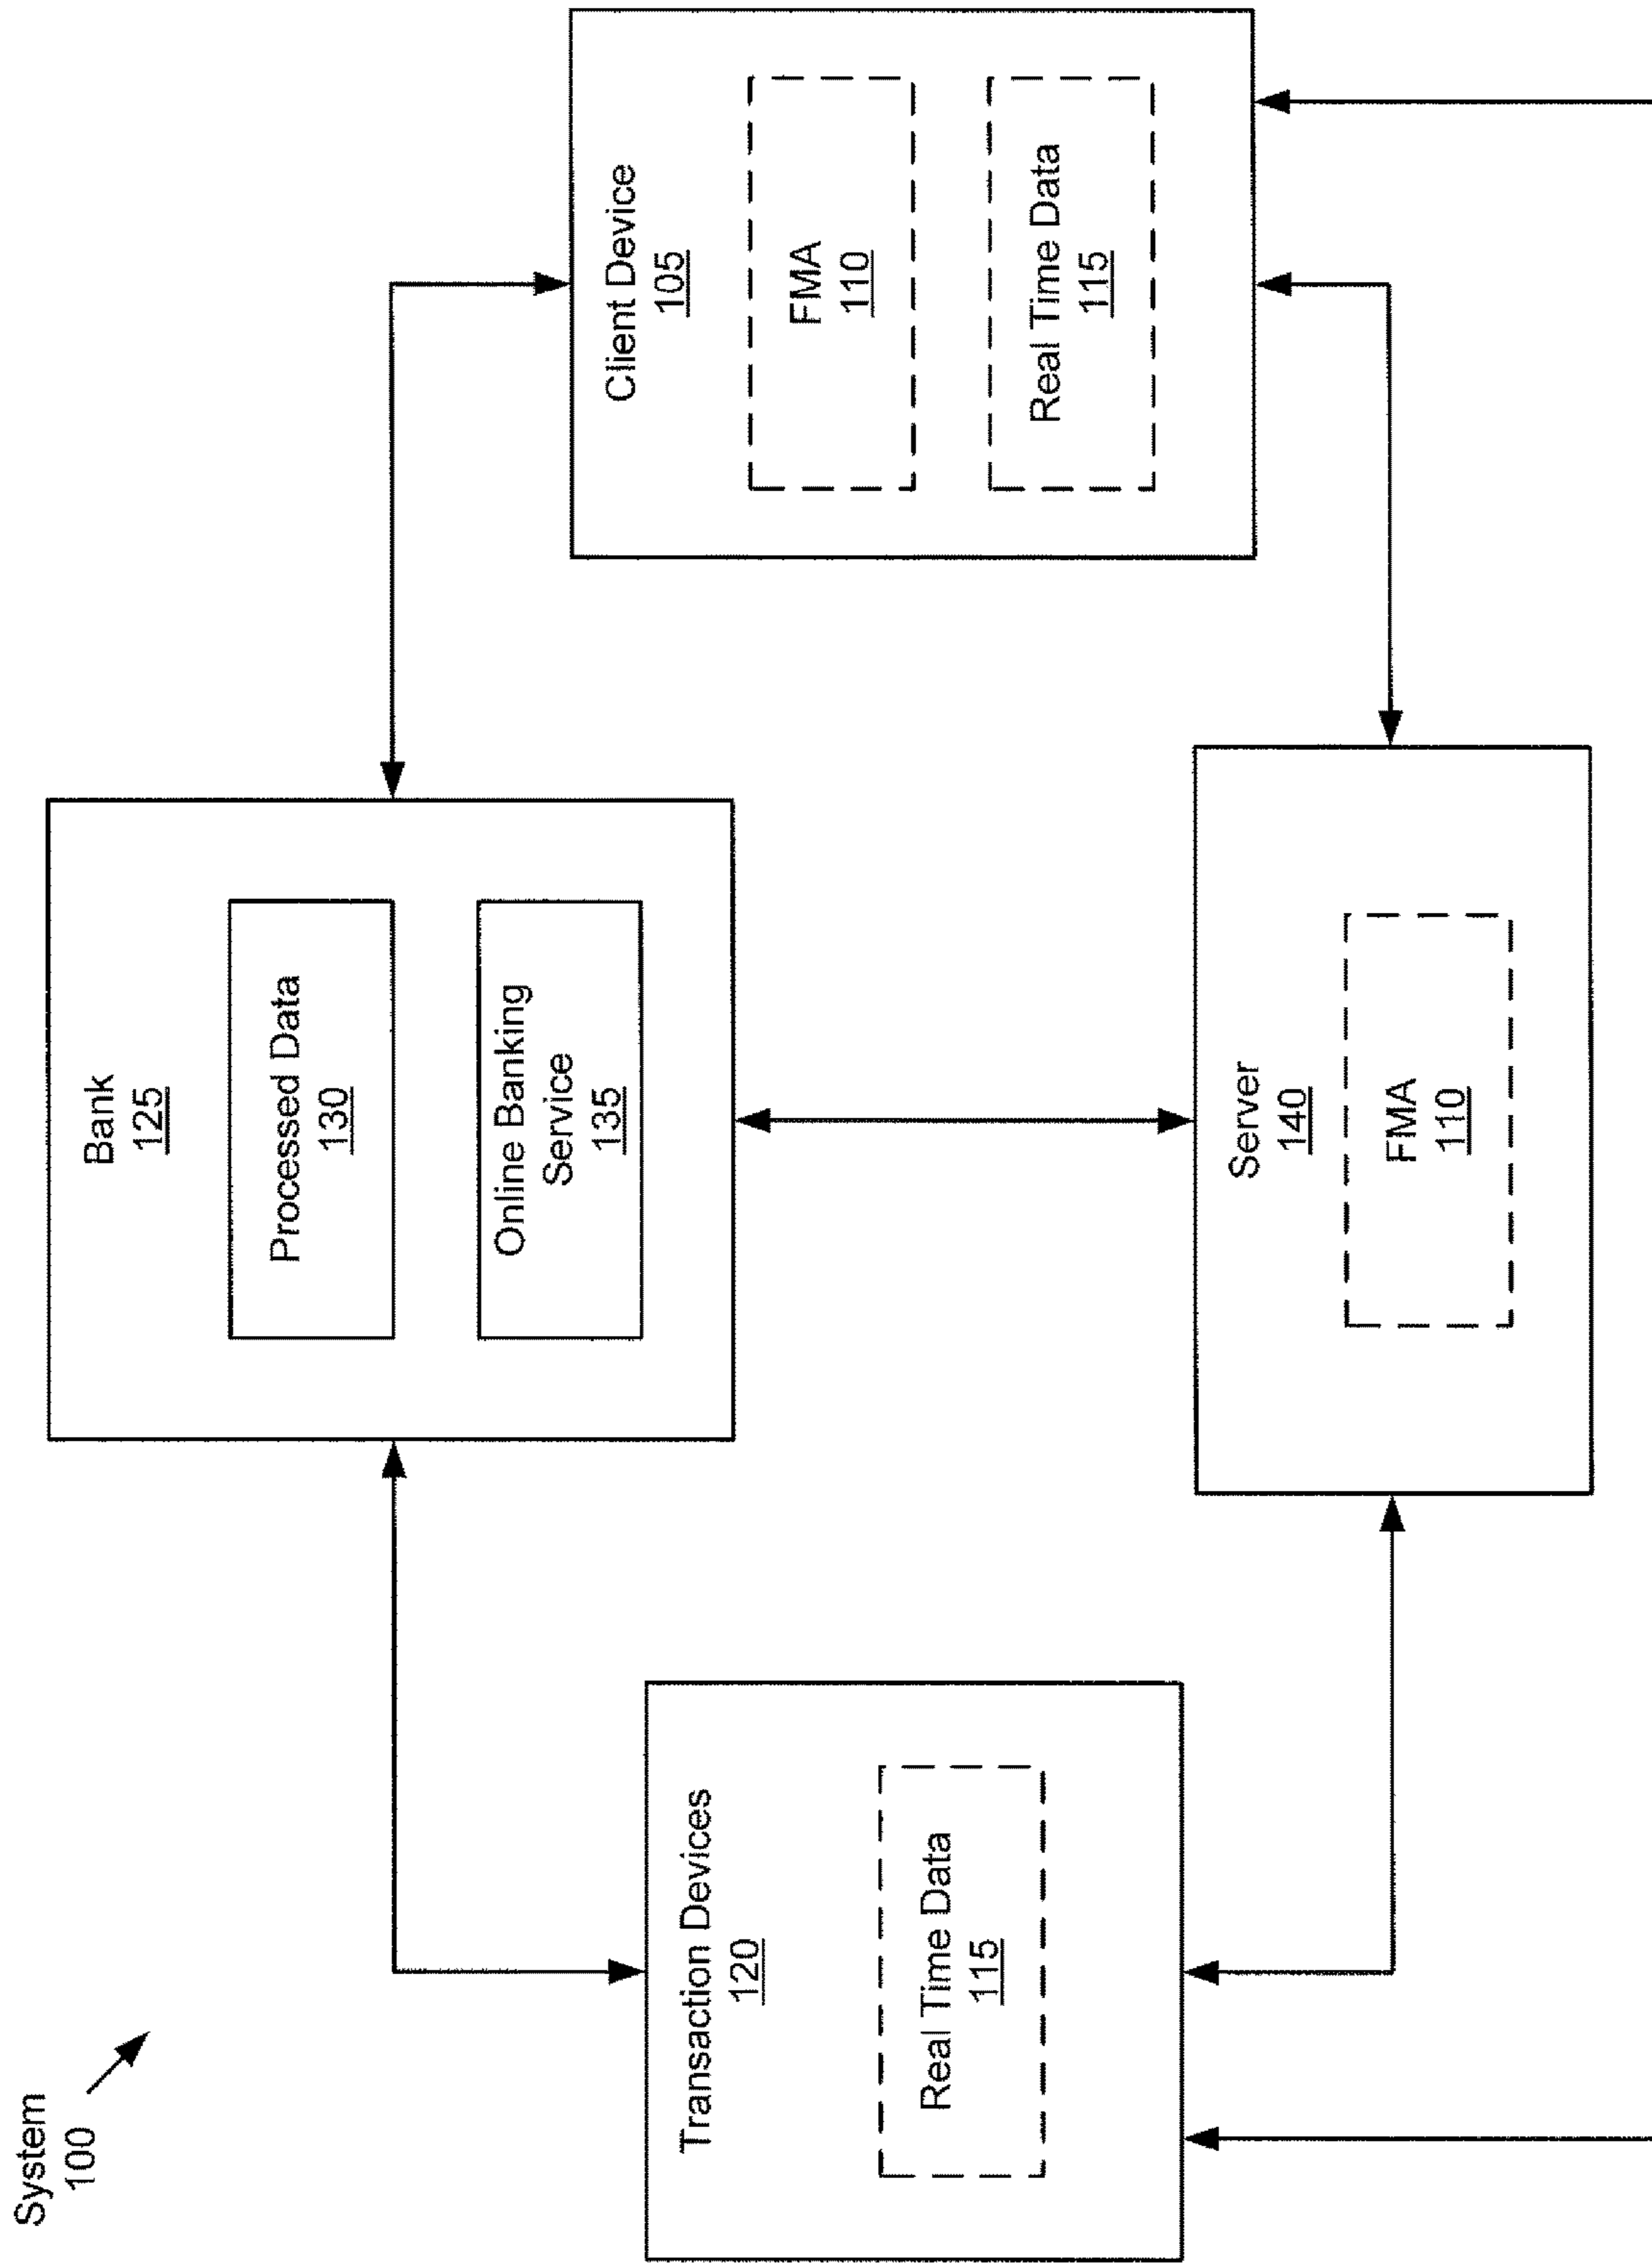 System
100
Bank
125
Processed Data
130
Online Banking
Service
135
Transaction Devices
120
Real Time Data
115
Client Device
105
FMA
110
Real Time Data
115
Server
140
FMA
110